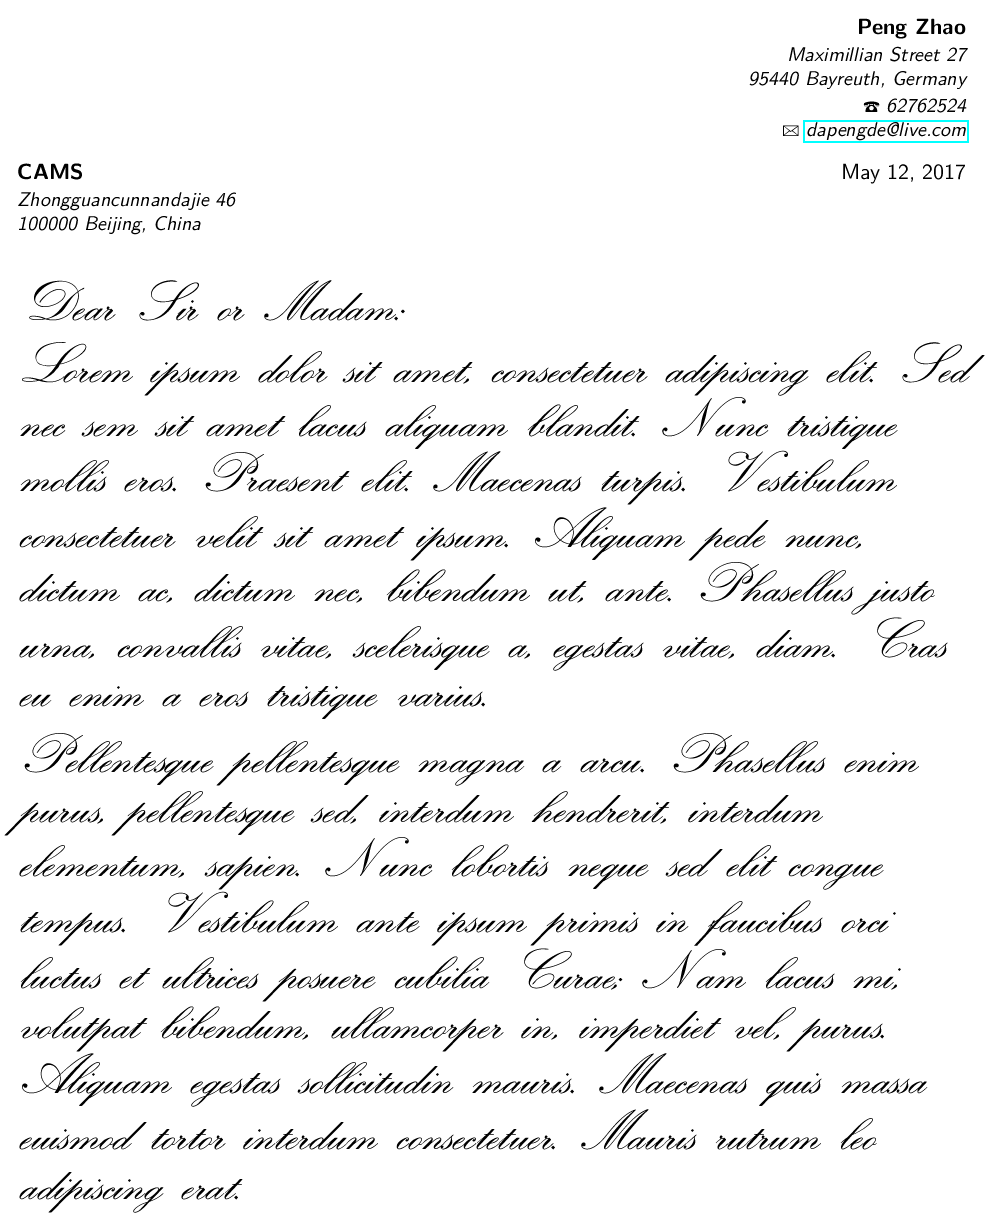 Peng Zhao
Maximillian Street 27
95440 Bayreuth, Germany
☎ 62762524
✉ dapengde@live.com
CAMS
May 12, 2017
Zhongguancunnandajie 46
100000 Beijing, China
Dear Sir or Madam:
Lorem ipsum dolor sit amet, consectetuer adipiscing elit. Sed
nec sem sit amet lacus aliquam blandit. Nunc tristique
mollis eros. Praesent elit. Maecenas turpis. Vestibulum
consectetuer velit sit amet ipsum. Aliquam pede nunc,
dictum ac, dictum nec, bibendum ut, ante. Phasellus justo
urna, convallis vitae, scelerisque a, egestas vitae, diam. Cras
eu enim a eros tristique varius.
Pellentesque pellentesque magna a arcu. Phasellus enim
purus, pellentesque sed, interdum hendrerit, interdum
elementum, sapien. Nunc lobortis neque sed elit congue
tempus. Vestibulum ante ipsum primis in faucibus orci
luctus et ultrices posuere cubilia Curae; Nam lacus mi,
volutpat bibendum, ullamcorper in, imperdiet vel, purus.
Aliquam egestas sollicitudin mauris. Maecenas quis massa
euismod tortor interdum consectetuer. Mauris rutrum leo
adipiscing erat.